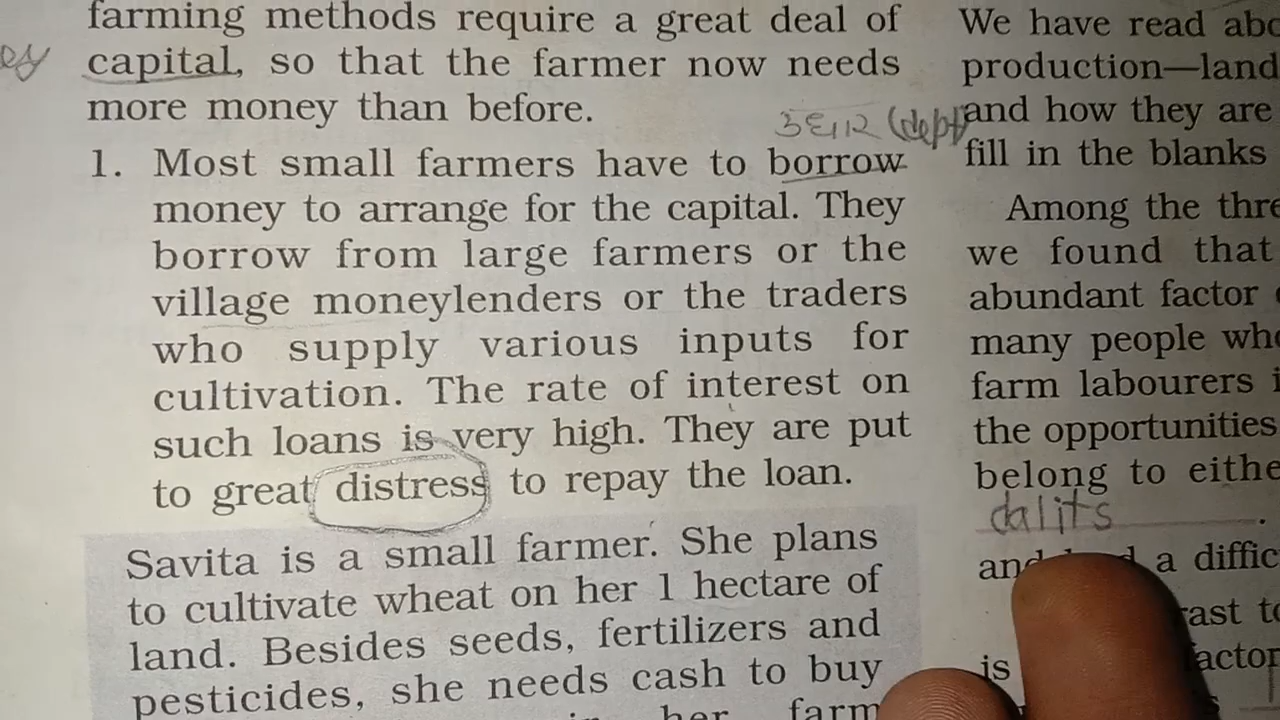 farming methods require a great deal of
capital, so that the farmer now needs
more money than before.
उधार (dept)
1. Most small farmers have to borrow
money to arrange for the capital. They
borrow from large farmers or the
village moneylenders or the traders
who supply various inputs for
cultivation. The rate of interest on
such loans is very high. They are put
to great distress to repay the loan.
Savita is a small farmer. She plans
to cultivate wheat on her 1 hectare of
land. Besides seeds, fertilizers and
pesticides, she needs cash to buy
her farm
We have read
production—land
and how they are
fill in the blanks
Among the
we found that
abundant factor
many people
farm labourers
the opportunities
belong to
dalits .
a
is